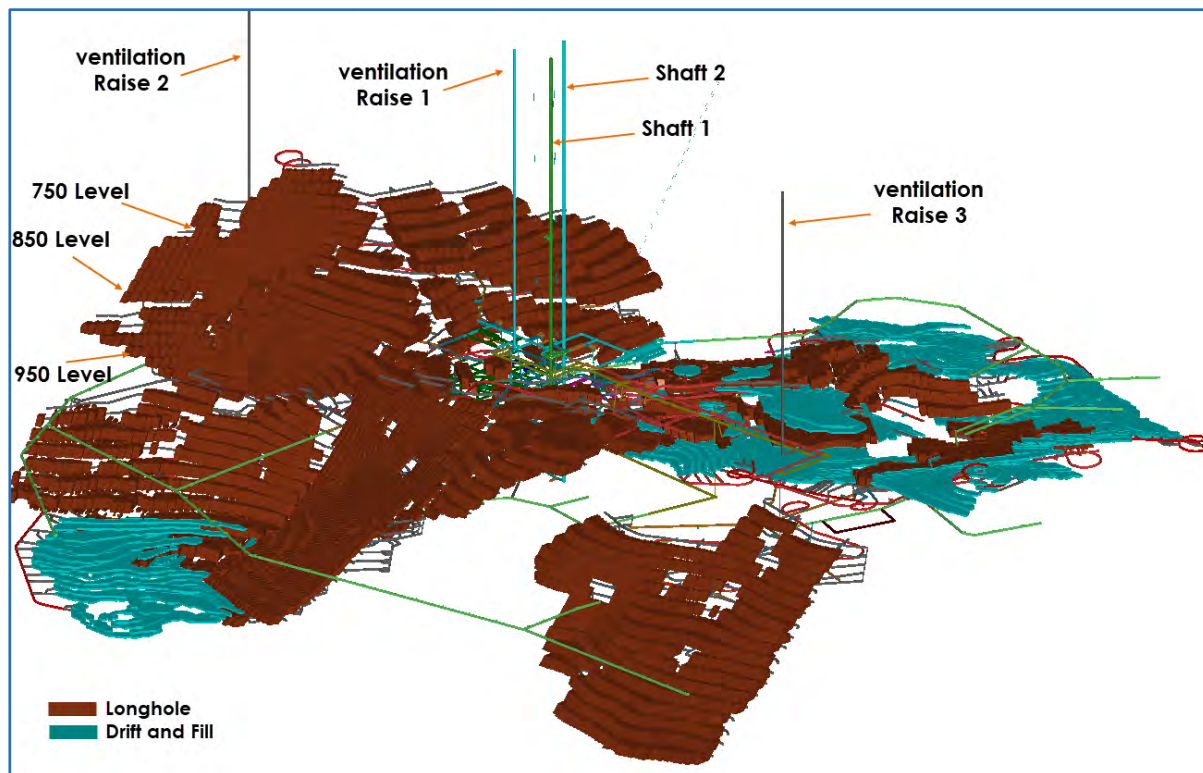 ventilation
Raise 2
ventilation
Raise 1
Shaft 2
Shaft 1
ventilation
Raise 3
750 Level
850 Level
950 Level
Longhole
Drift and Fill